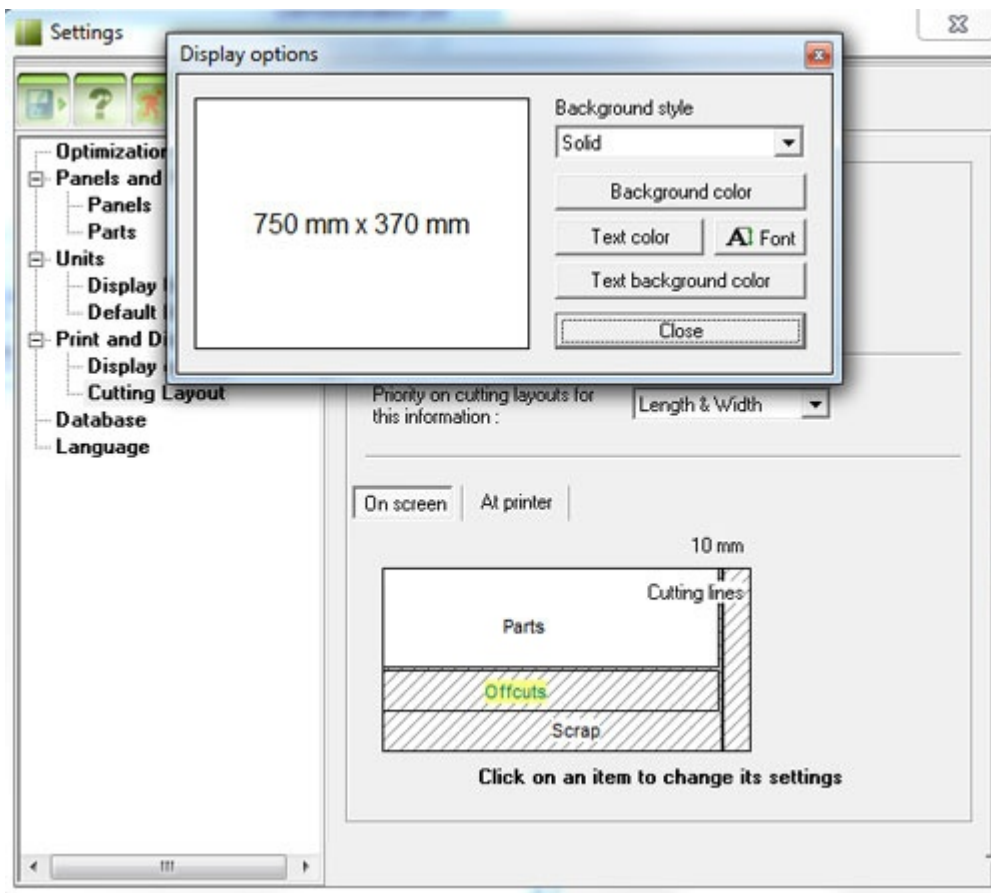 Settings
Display options
Background style
Solid
Background color
750 mm x 370 mm
Text color
Font
Text background color
Close
Optimization
Panels and
Panels
Parts
Units
Display
Default
Print and Di
Display
Cutting Layout
Database
Language
Priority on cutting layouts for
this information :
Length & Width
On screen
At printer
10 mm
Cutting lines
Parts
Offcuts
Scrap
Click on an item to change its settings